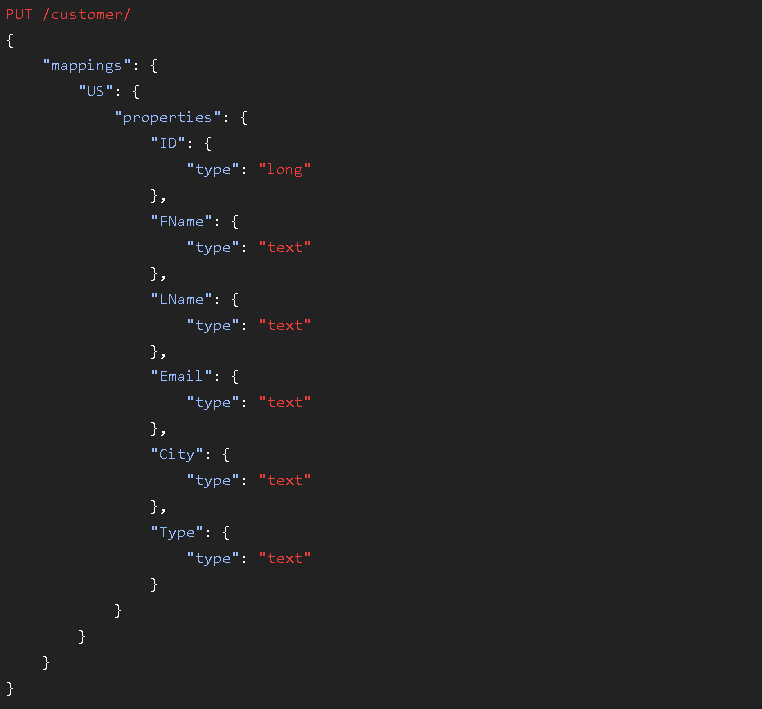 PUT /customer/
{
    "mappings": {
        "US": {
            "properties": {
                "ID": {
                    "type": "long"
                },
                "FName": {
                    "type": "text"
                },
                "LName": {
                    "type": "text"
                },
                "Email": {
                    "type": "text"
                },
                "City": {
                    "type": "text"
                },
                "Type": {
                    "type": "text"
                }
            }
        }
    }
}